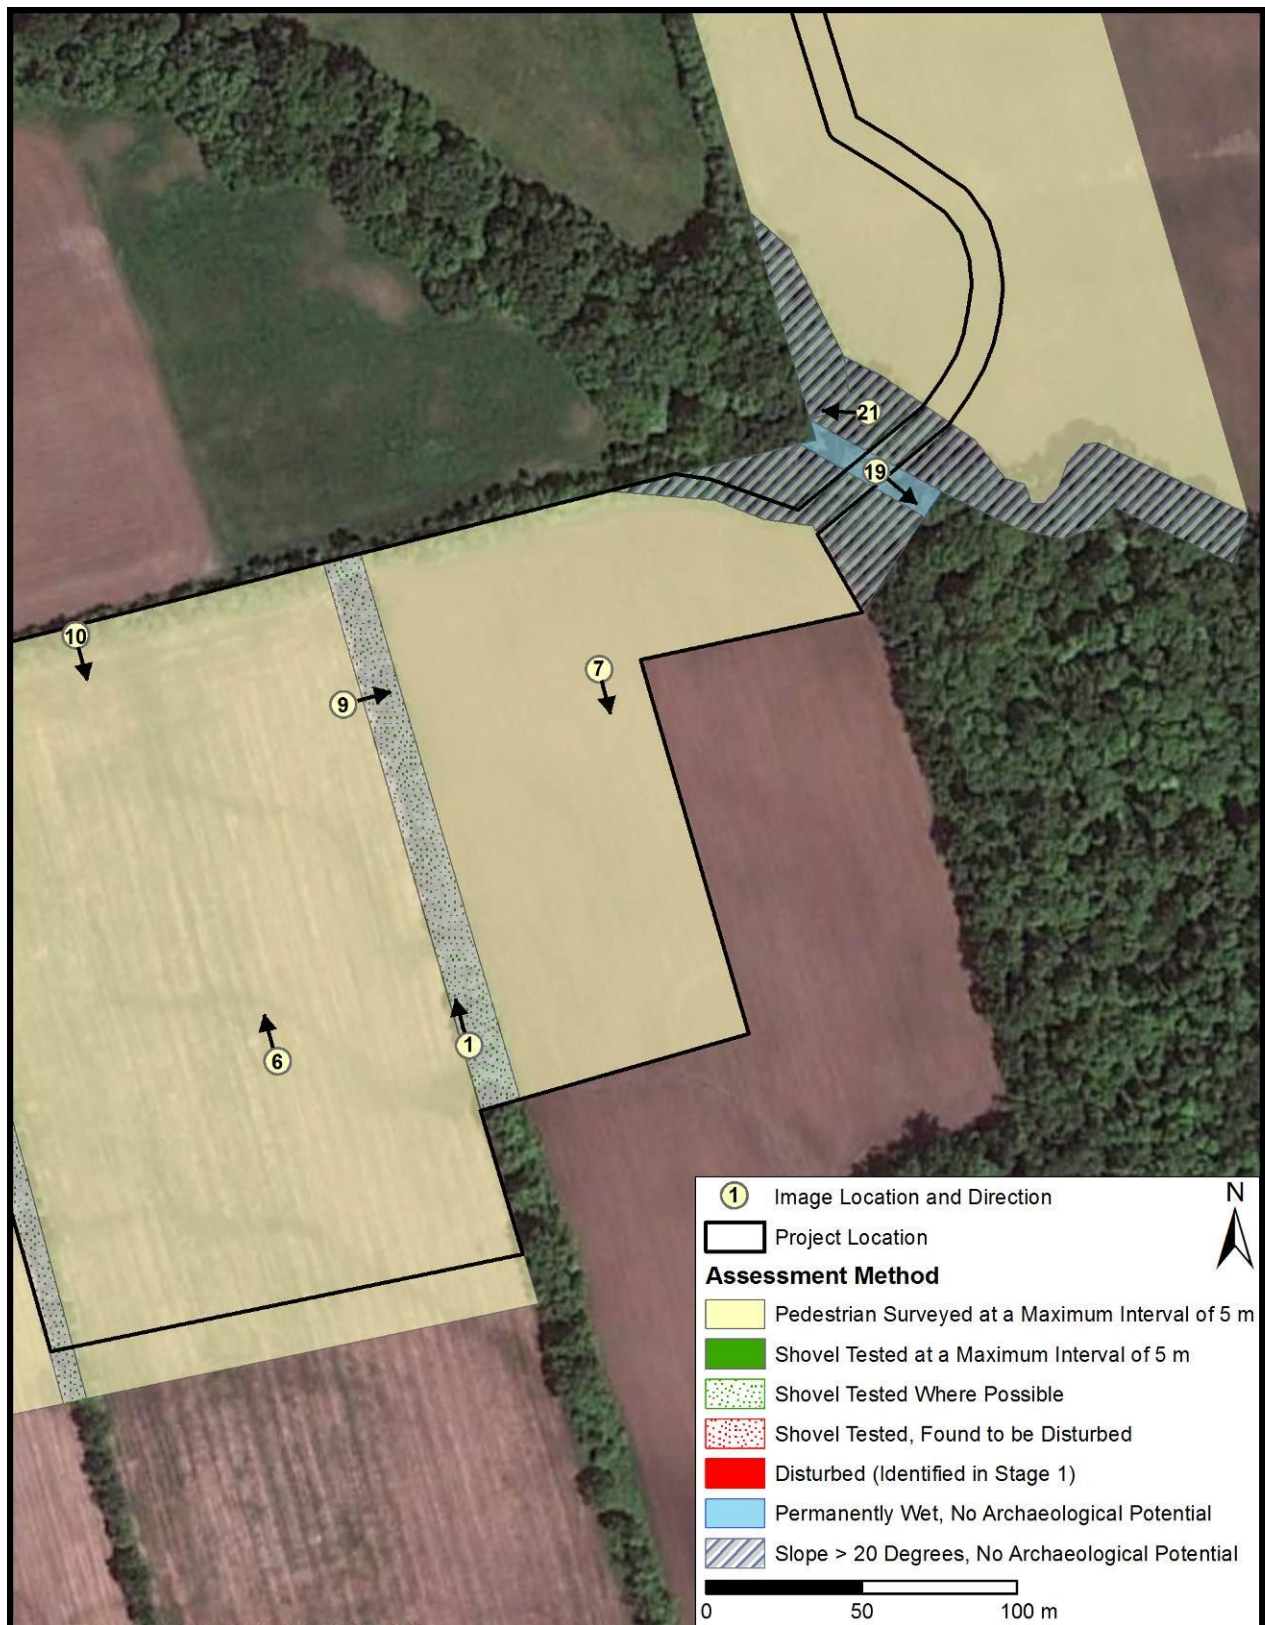 21
19
10
7
9
1
6
1 Image Location and Direction
N
Project Location
Assessment Method
Pedestrian Surveyed at a Maximum Interval of 5 m
Shovel Tested at a Maximum Interval of 5 m
Shovel Tested Where Possible
Shovel Tested, Found to be Disturbed
Disturbed (Identified in Stage 1)
Permanently Wet, No Archaeological Potential
Slope > 20 Degrees, No Archaeological Potential
0 50 100 m